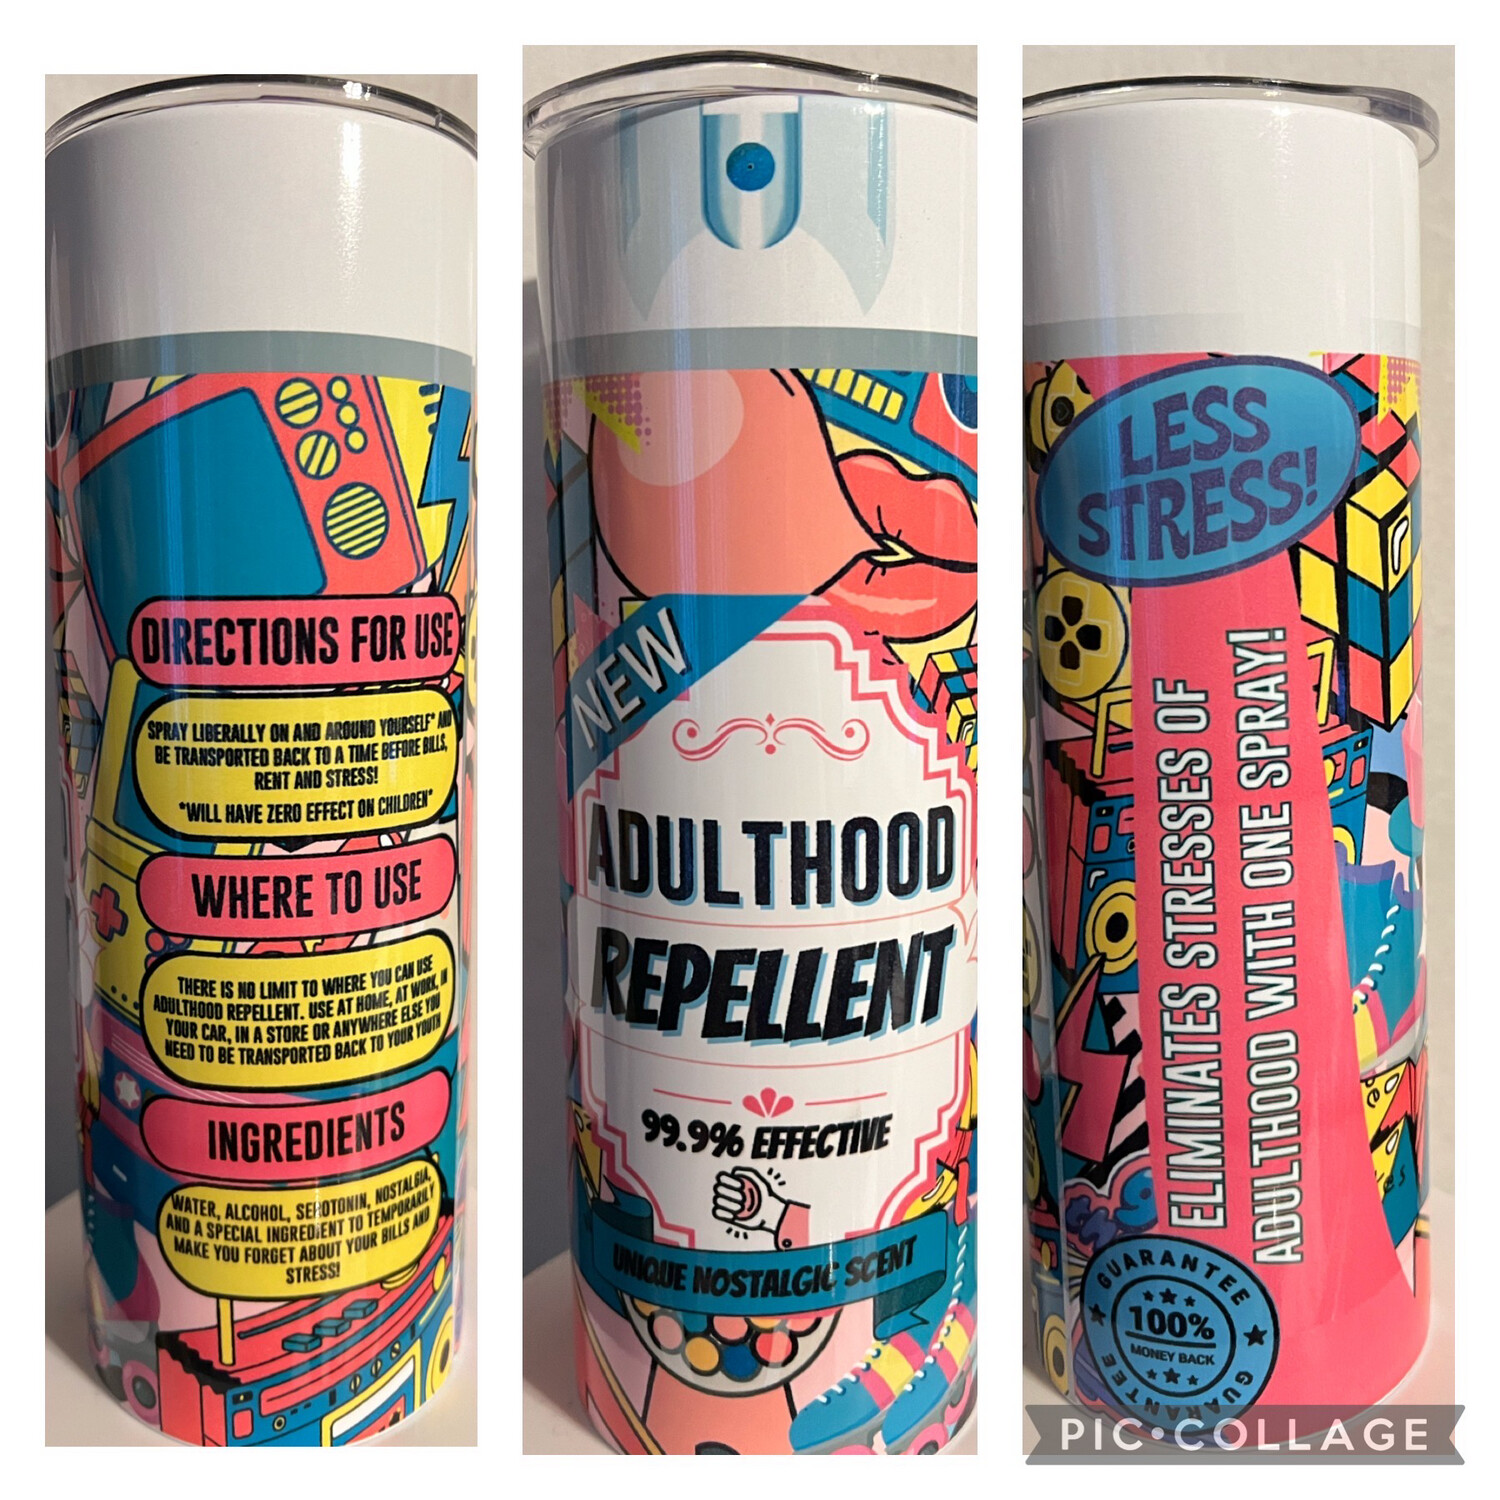 DIRECTIONS FOR USE
SPRAY LIBERALLY ON AND AROUND YOURSELF* AND
BE TRANSPORTED BACK TO A TIME BEFORE BILLS,
RENT AND STRESS!
*WILL HAVE ZERO EFFECT ON CHILDREN*
WHERE TO USE
THERE IS NO LIMIT TO WHERE YOU CAN USE
ADULTHOOD REPELLENT. USE AT HOME, AT WORK, IN
YOUR CAR, IN A STORE OR ANYWHERE ELSE YOU
NEED TO BE TRANSPORTED BACK TO YOUR YOUTH
INGREDIENTS
WATER, ALCOHOL, SEROTONIN, NOSTALGIA,
AND A SPECIAL INGREDIENT TO TEMPORARILY
MAKE YOU FORGET ABOUT YOUR BILLS AND
STRESS!
NEW
ADULTHOOD
REPELLENT
99.9% EFFECTIVE
UNIQUE NOSTALGIC SCENT
LESS
STRESS!
ELIMINATES STRESSES OF
ADULTHOOD WITH ONE SPRAY!
GUARANTEE
100%
MONEY BACK
GUARANTEE
PIC•COLLAGE